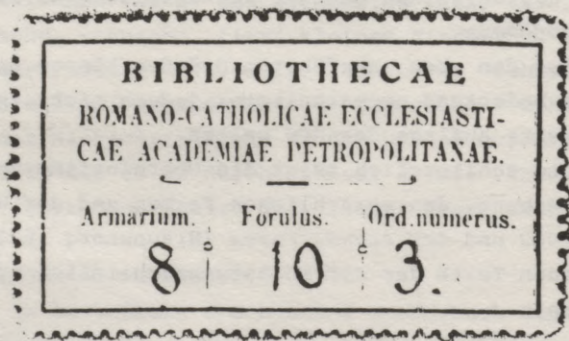 BIBLIOTHECAE
ROMANO-CATHOLICAE ECCLESIASTI-
CAE ACADEMIAE PETROPOLITANAE.
Armarium. Forulus. Ord. numerus.
8 10 3.